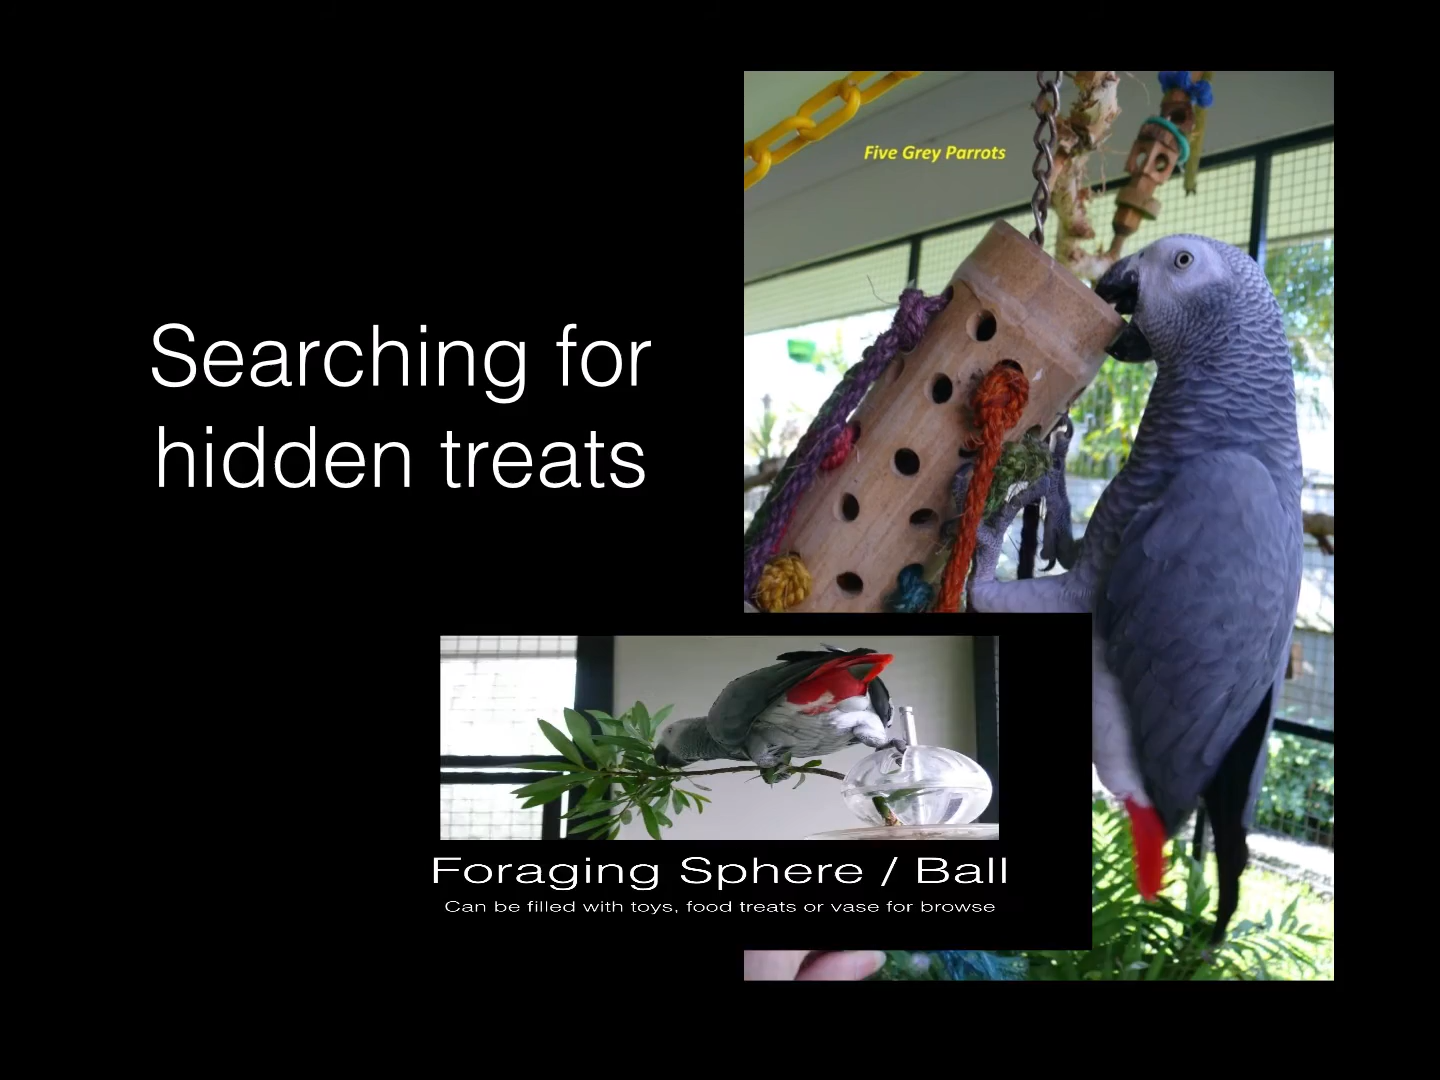 Five Grey Parrots
Searching for
hidden treats
Foraging Sphere / Ball
Can be filled with toys, food treats or vase for browse